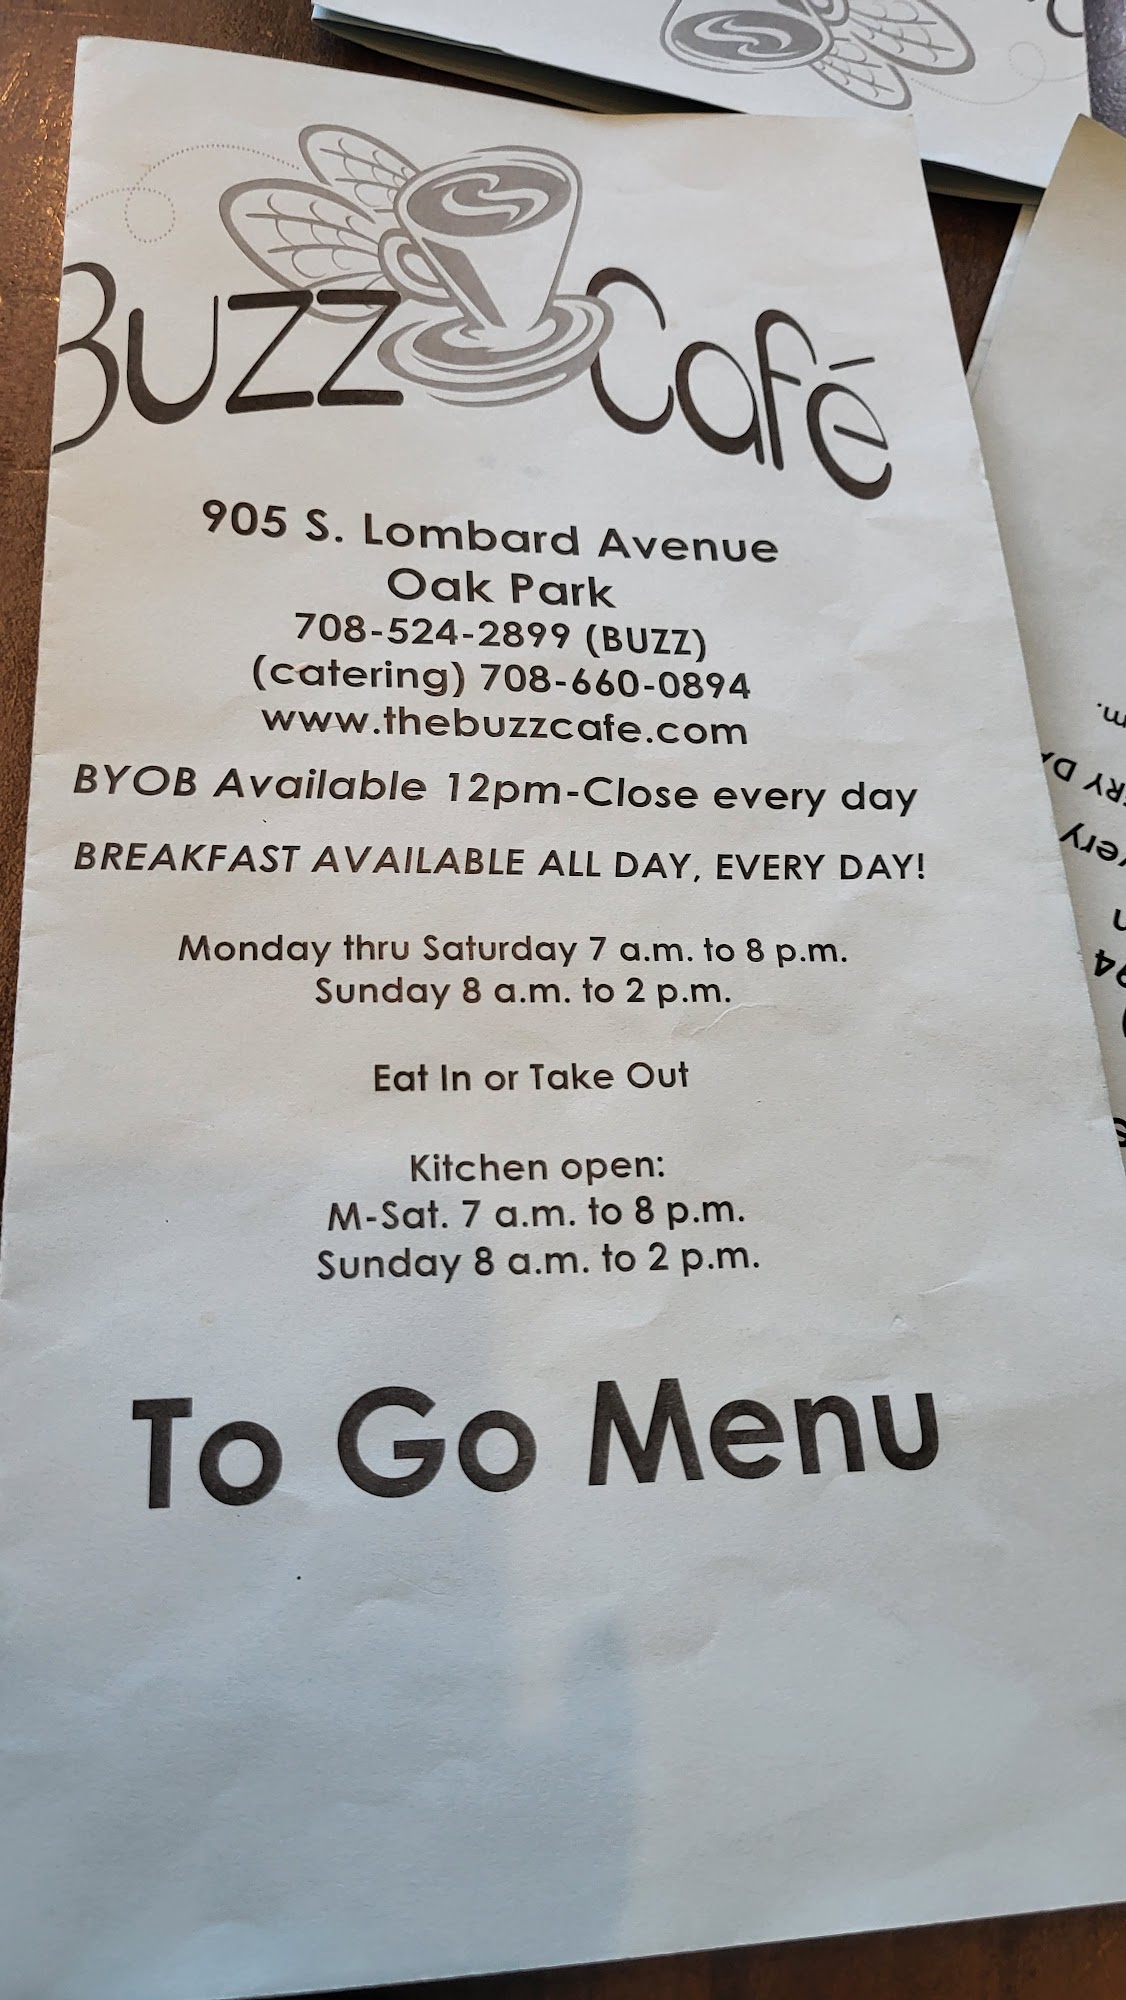 Buzz Café
905 S. Lombard Avenue
Oak Park
708-524-2899 (BUZZ)
(catering) 708-660-0894
www.thebuzzcafe.com
BYOB Available 12pm-Close every day
BREAKFAST AVAILABLE ALL DAY, EVERY DAY!
Monday thru Saturday 7 a.m. to 8 p.m.
Sunday 8 a.m. to 2 p.m.
Eat In or Take Out
Kitchen open:
M-Sat. 7 a.m. to 8 p.m.
Sunday 8 a.m. to 2 p.m.
To Go Menu